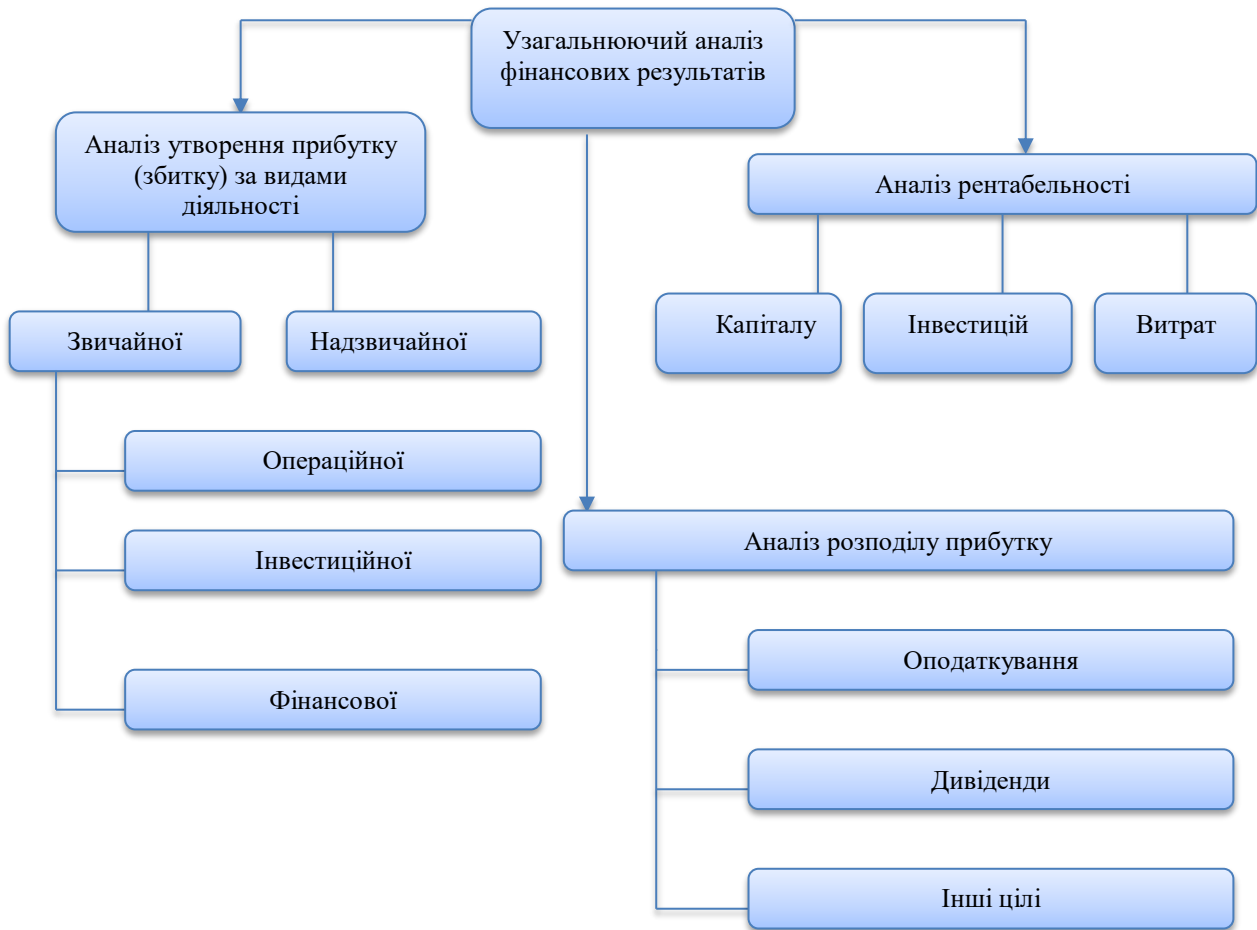 Узагальнюючий аналіз
фінансових результатів
Аналіз утворення прибутку
(збитку) за видами
діяльності
Аналіз рентабельності
Капіталу
Інвестицій
Витрат
Звичайної
Надзвичайної
Операційної
Інвестиційної
Фінансової
Аналіз розподілу прибутку
Оподаткування
Дивіденди
Інші цілі